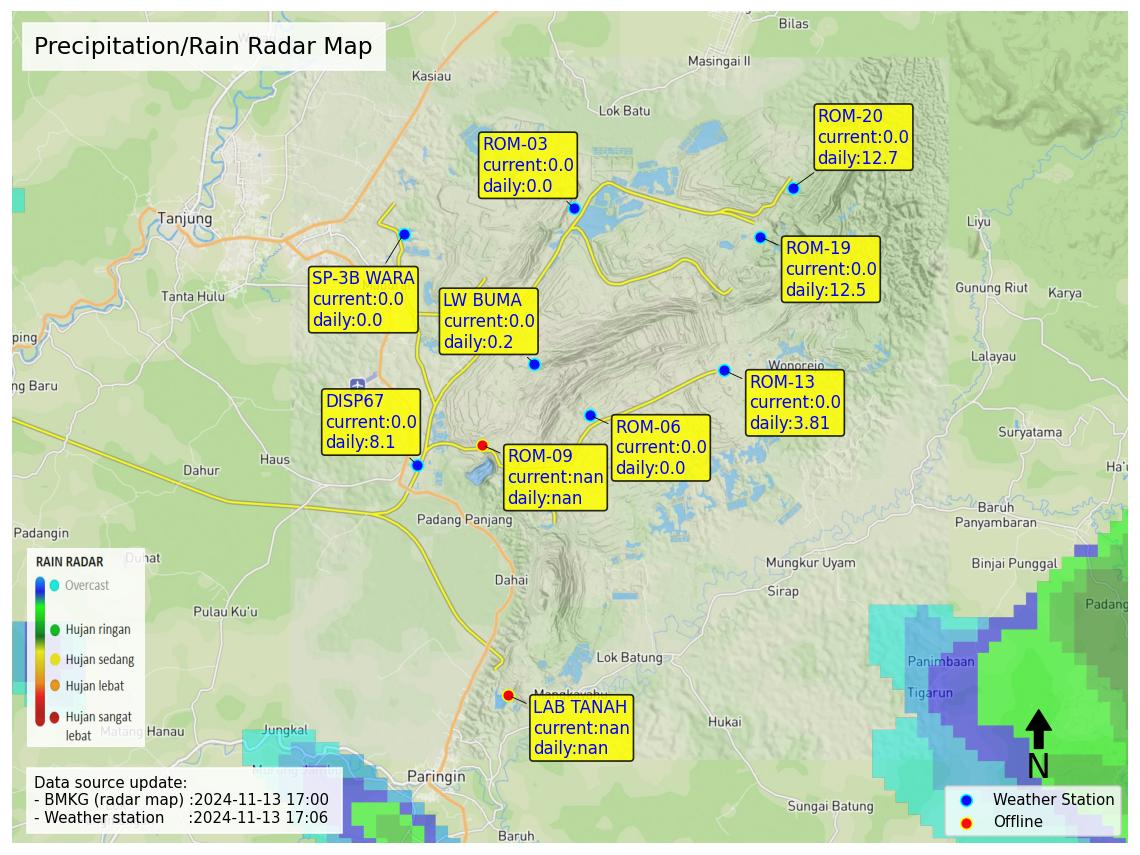 Precipitation/Rain Radar Map
Bilas
Masingai II
Kasiau
Lok Batu
ROM-20
current:0.0
daily:12.7
ROM-03
current:0.0
daily:0.0
Tanjung
Liyu
ROM-19
current:0.0
daily:12.5
SP-3B WARA
current:0.0
daily:0.0
Tanta Hulu
LW BUMA
current:0.0
daily:0.2
Gunung Riut
Karya
ping
Lalayau
Wonorejo
ng Baru
ROM-13
current:0.0
daily:3.81
DISP67
current:0.0
daily:8.1
ROM-06
current:0.0
daily:0.0
Suryatama
ROM-09
current:nan
daily:nan
Haus
Dahur
Ha'u
Baruh
Panyambaran
Padang Panjang
Padangin
Duhat
Mungkur Uyam
Binjai Punggal
Dahai
Sirap
Padang
Pulau Ku'u
RAIN RADAR
Overcast
Hujan ringan
Hujan sedang
Hujan lebat
Hujan sangat
lebat
Lok Batung
Panimbaan
Tigarun
LAB TANAH
current:nan
daily:nan
Hukai
Matang Hanau
Jungkal
Paringin
N
Data source update:
- BMKG (radar map) :2024-11-13 17:00
- Weather station :2024-11-13 17:06
Sungai Batung
Baruh
Weather Station
Offline